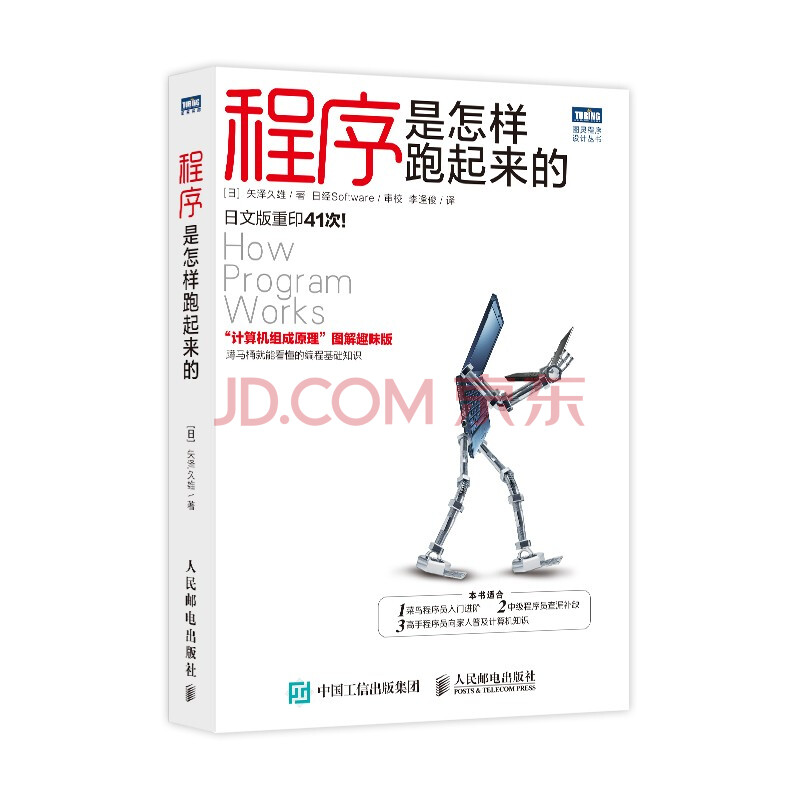 TURING
图灵程序
设计丛书
程序是怎样跑起来的
[日] 矢泽久雄 / 著 日经Software / 审校 李逢俊 / 译
日文版重印41次!
How
Program
Works
“计算机组成原理”图解趣味版
蹲马桶就能看懂的编程基础知识
JD.COM 京东
本书适合
1 菜鸟程序员入门进阶 2 中级程序员查漏补缺
3 高手程序员向家人普及计算机知识
中国工信出版集团
人民邮电出版社
POSTS & TELECOM PRESS
TURING
程序是怎样跑起来的
[日] 矢泽久雄 / 著
人民邮电出版社